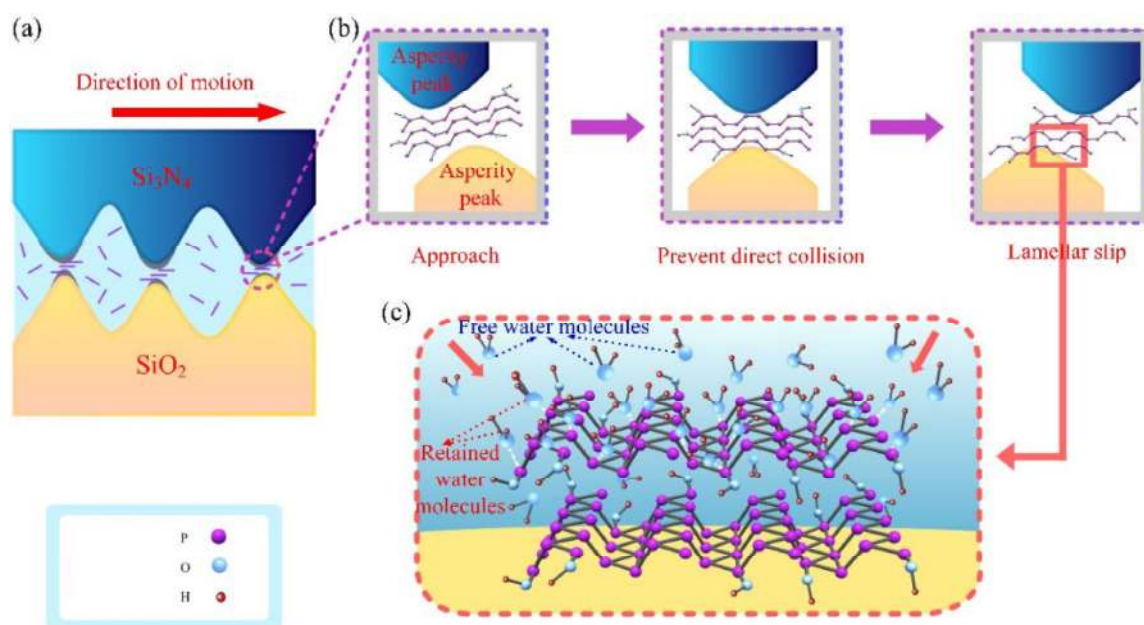 (a)
Direction of motion
Si₃N₄
SiO₂
P
O
H
(b)
Asperity
peak
Asperity
peak
Approach
Prevent direct collision
Lamellar slip
(c)
Free water molecules
Retained
water
molecules